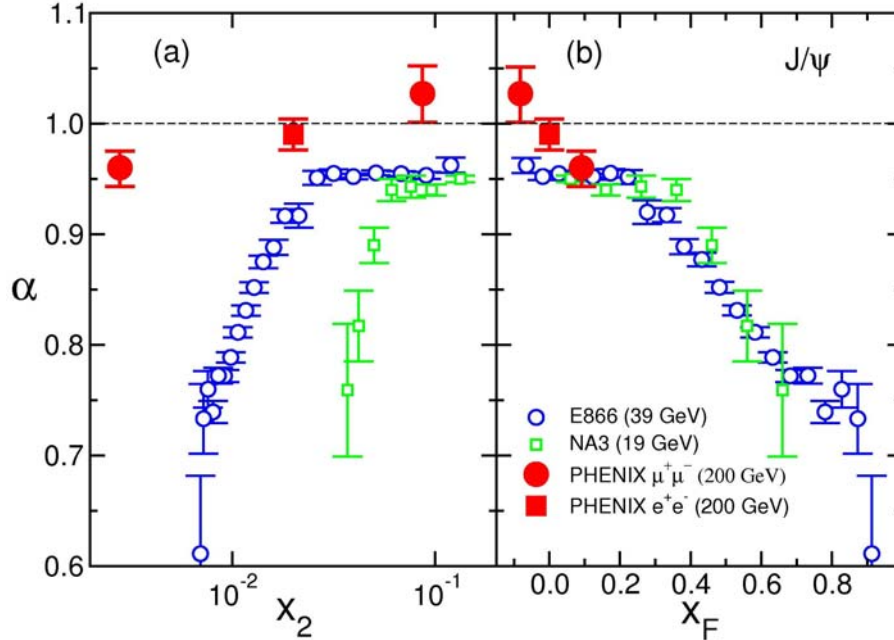 1.1
(a)
(b)
J/ψ
1.0
0.9
α
0.8
0.7
0.6
E866 (39 GeV)
NA3 (19 GeV)
PHENIX μ⁺μ⁻ (200 GeV)
PHENIX e⁺e⁻ (200 GeV)
10⁻²
10⁻¹
0.0 0.2 0.4 0.6 0.8
X₂
X_F